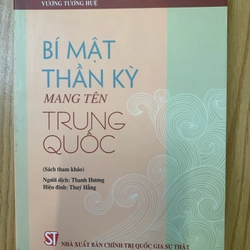 VƯƠNG TƯỜNG HUỆ
BÍ MẬT
THẦN KỲ
MANG TÊN
TRUNG
QUỐC
(Sách tham khảo)
Người dịch: Thanh Hương
Hiệu đính: Thuý Hằng
ST
NHÀ XUẤT BẢN CHÍNH TRỊ QUỐC GIA SỰ THẬT